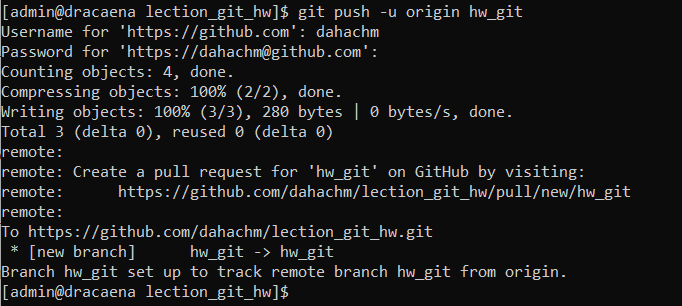 [admin@dracaena lection_git_hw]$ git push -u origin hw_git
Username for 'https://github.com': dahachm
Password for 'https://dahachm@github.com':
Counting objects: 4, done.
Compressing objects: 100% (2/2), done.
Writing objects: 100% (3/3), 280 bytes | 0 bytes/s, done.
Total 3 (delta 0), reused 0 (delta 0)
remote:
remote: Create a pull request for 'hw_git' on GitHub by visiting:
remote:      https://github.com/dahachm/lection_git_hw/pull/new/hw_git
remote:
To https://github.com/dahachm/lection_git_hw.git
 * [new branch]      hw_git -> hw_git
Branch hw_git set up to track remote branch hw_git from origin.
[admin@dracaena lection_git_hw]$